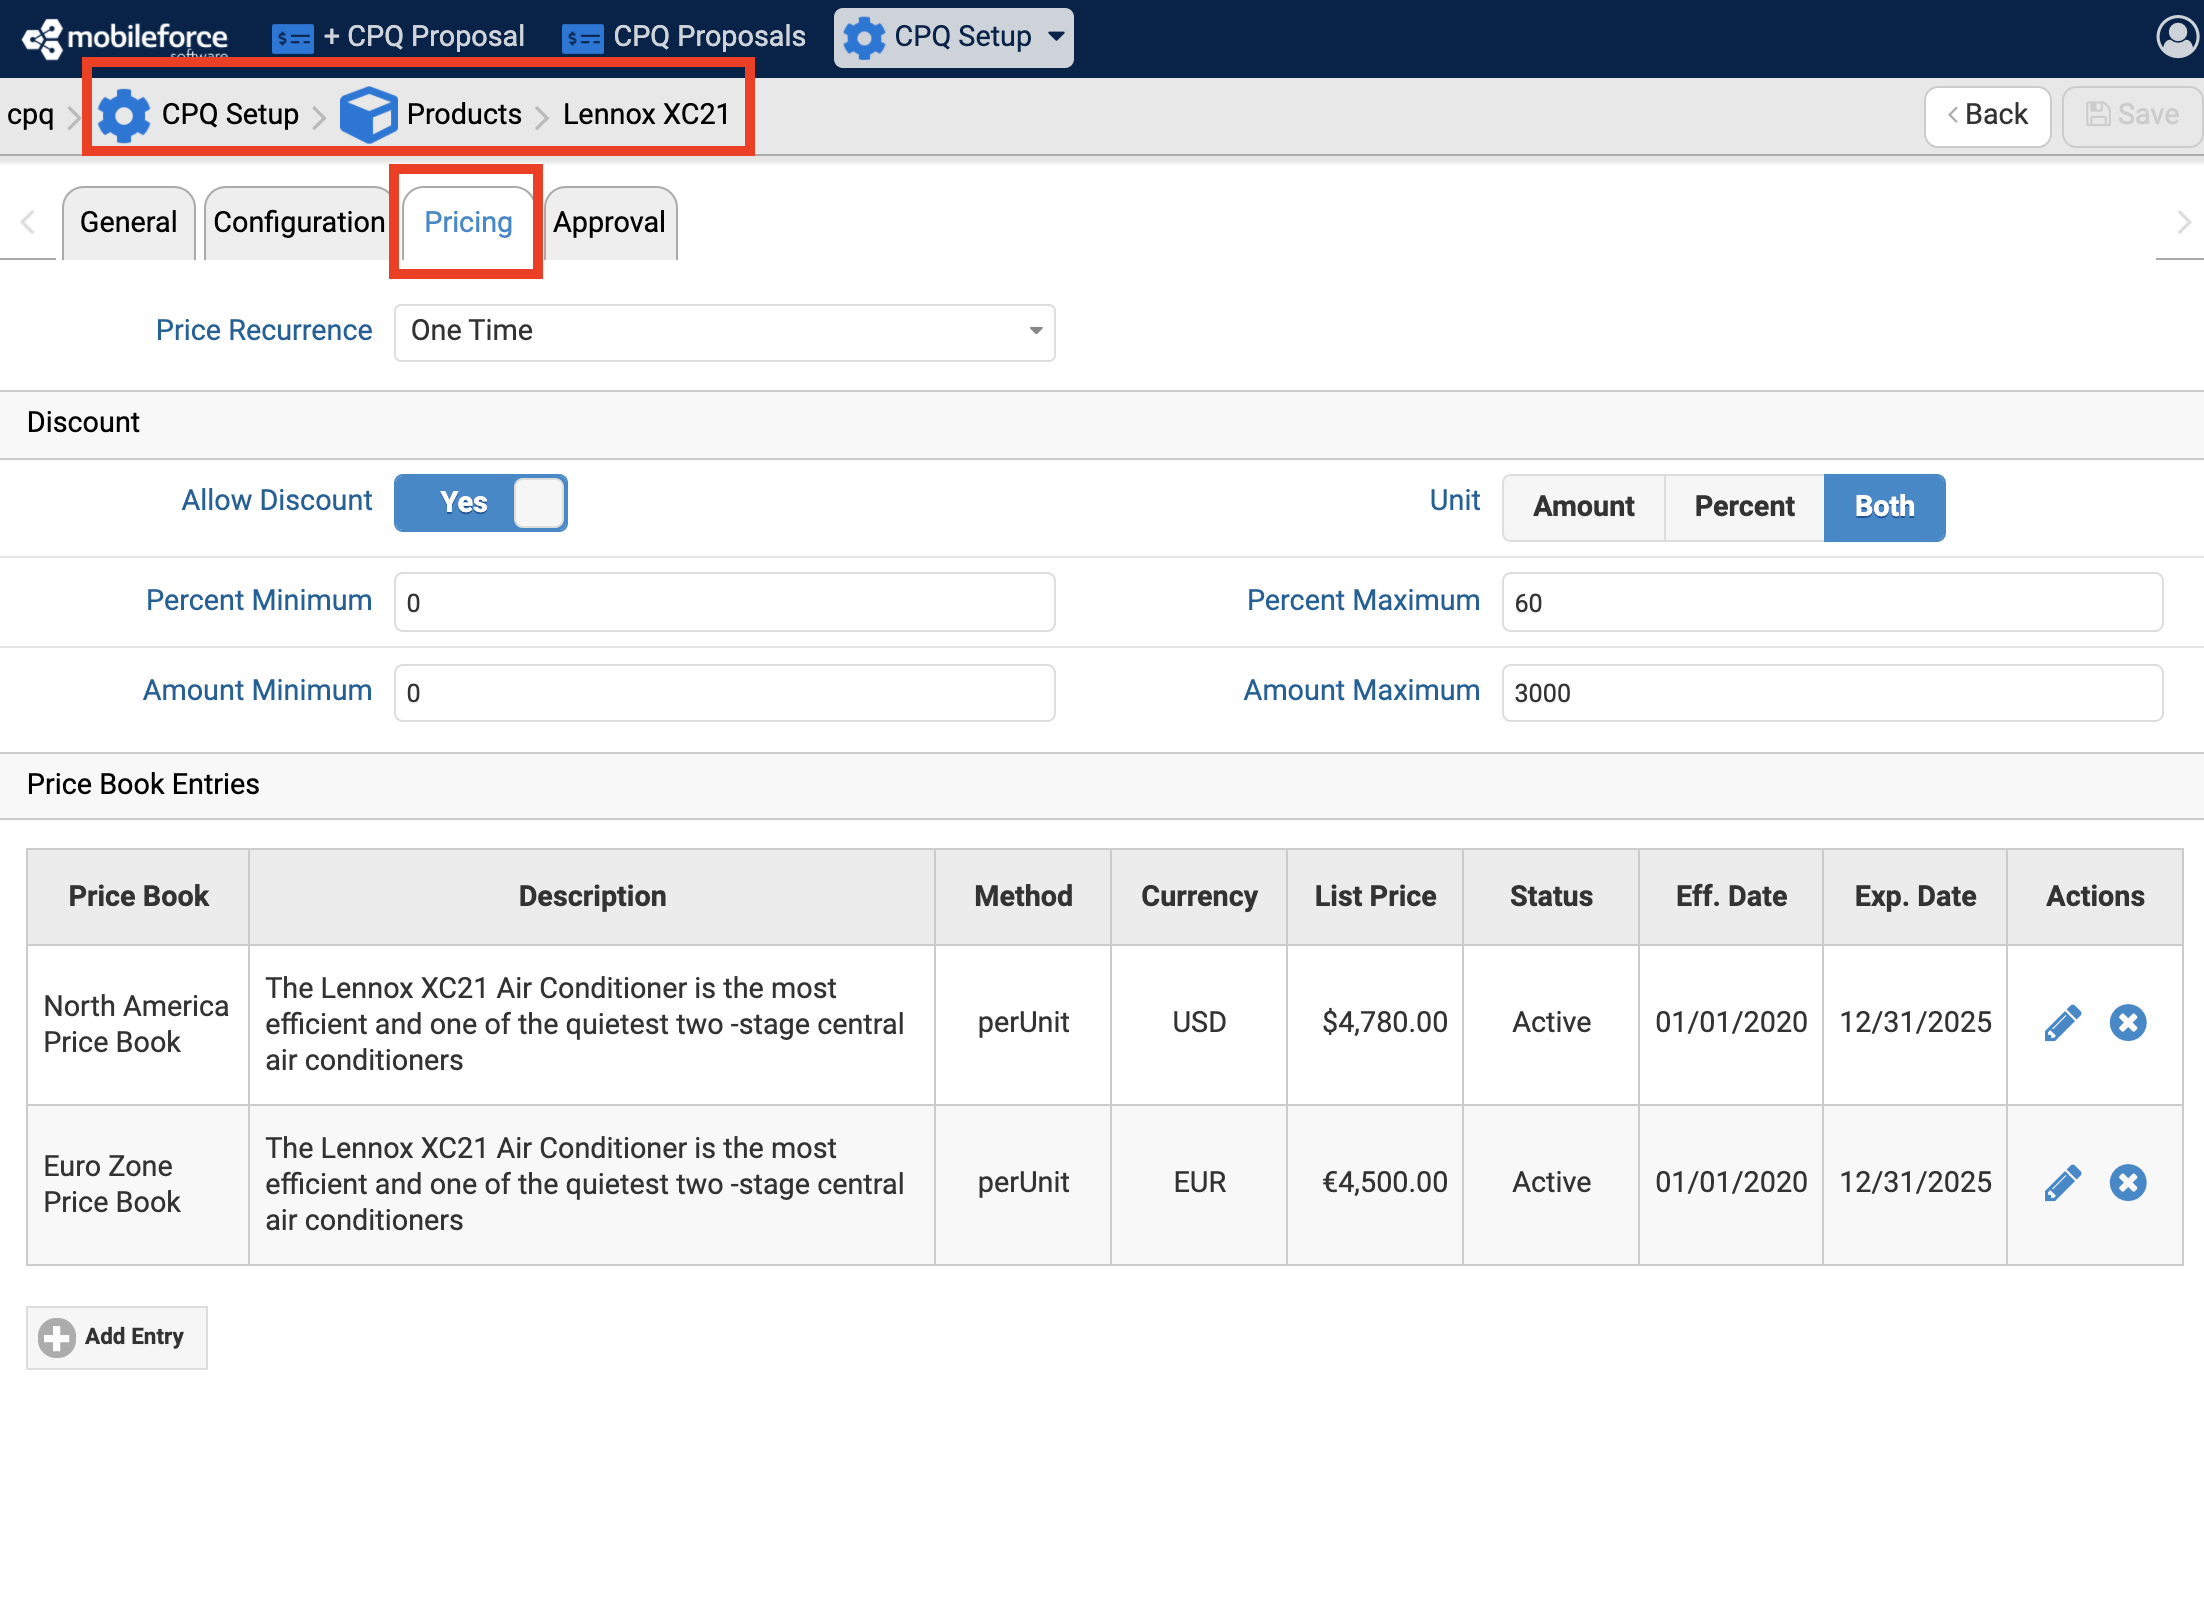 mobileforce
software
+ CPQ Proposal
CPQ Proposals
CPQ Setup
cpq
CPQ Setup
Products
Lennox XC21
Back
Save
General
Configuration
Pricing
Approval
Price Recurrence
One Time
Discount
Allow Discount
Yes
Unit
Amount
Percent
Both
Percent Minimum
0
Percent Maximum
60
Amount Minimum
0
Amount Maximum
3000
Price Book Entries
Price Book
Description
Method
Currency
List Price
Status
Eff. Date
Exp. Date
Actions
North America
Price Book
The Lennox XC21 Air Conditioner is the most
efficient and one of the quietest two -stage central
air conditioners
perUnit
USD
$4,780.00
Active
01/01/2020
12/31/2025
Euro Zone
Price Book
The Lennox XC21 Air Conditioner is the most
efficient and one of the quietest two -stage central
air conditioners
perUnit
EUR
€4,500.00
Active
01/01/2020
12/31/2025
Add Entry